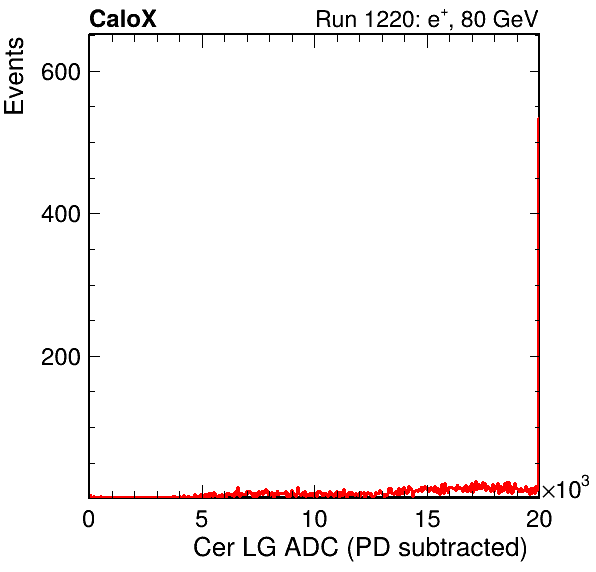 CaloX Run 1220: e⁺, 80 GeV
Events
600
400
200
0 5 10 15 20 ×10³
Cer LG ADC (PD subtracted)